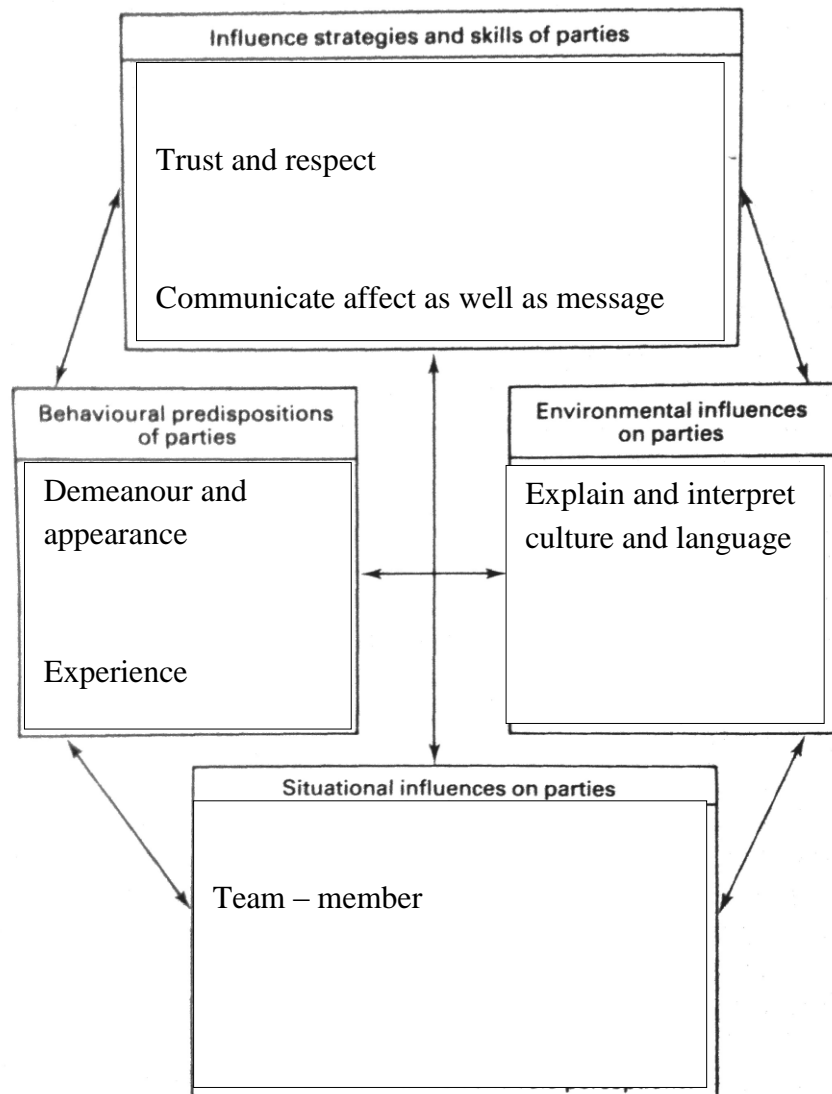 Influence strategies and skills of parties
Trust and respect
Communicate affect as well as message
Behavioural predispositions
of parties
Demeanour and
appearance
Experience
Environmental influences
on parties
Explain and interpret
culture and language
Situational influences on parties
Team – member